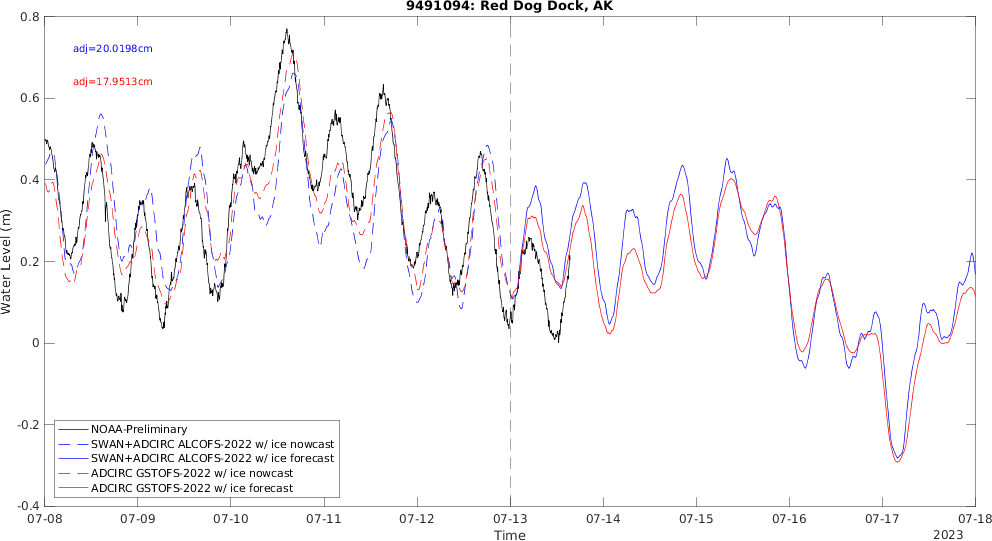 9491094: Red Dog Dock, AK
adj=20.0198cm
adj=17.9513cm
Water Level (m)
0.8
0.6
0.4
0.2
0
-0.2
-0.4
NOAA-Preliminary
SWAN+ADCIRC ALCOFS-2022 w/ ice nowcast
SWAN+ADCIRC ALCOFS-2022 w/ ice forecast
ADCIRC GSTOFS-2022 w/ ice nowcast
ADCIRC GSTOFS-2022 w/ ice forecast
07-08 07-09 07-10 07-11 07-12 07-13 07-14 07-15 07-16 07-17 07-18
Time
2023